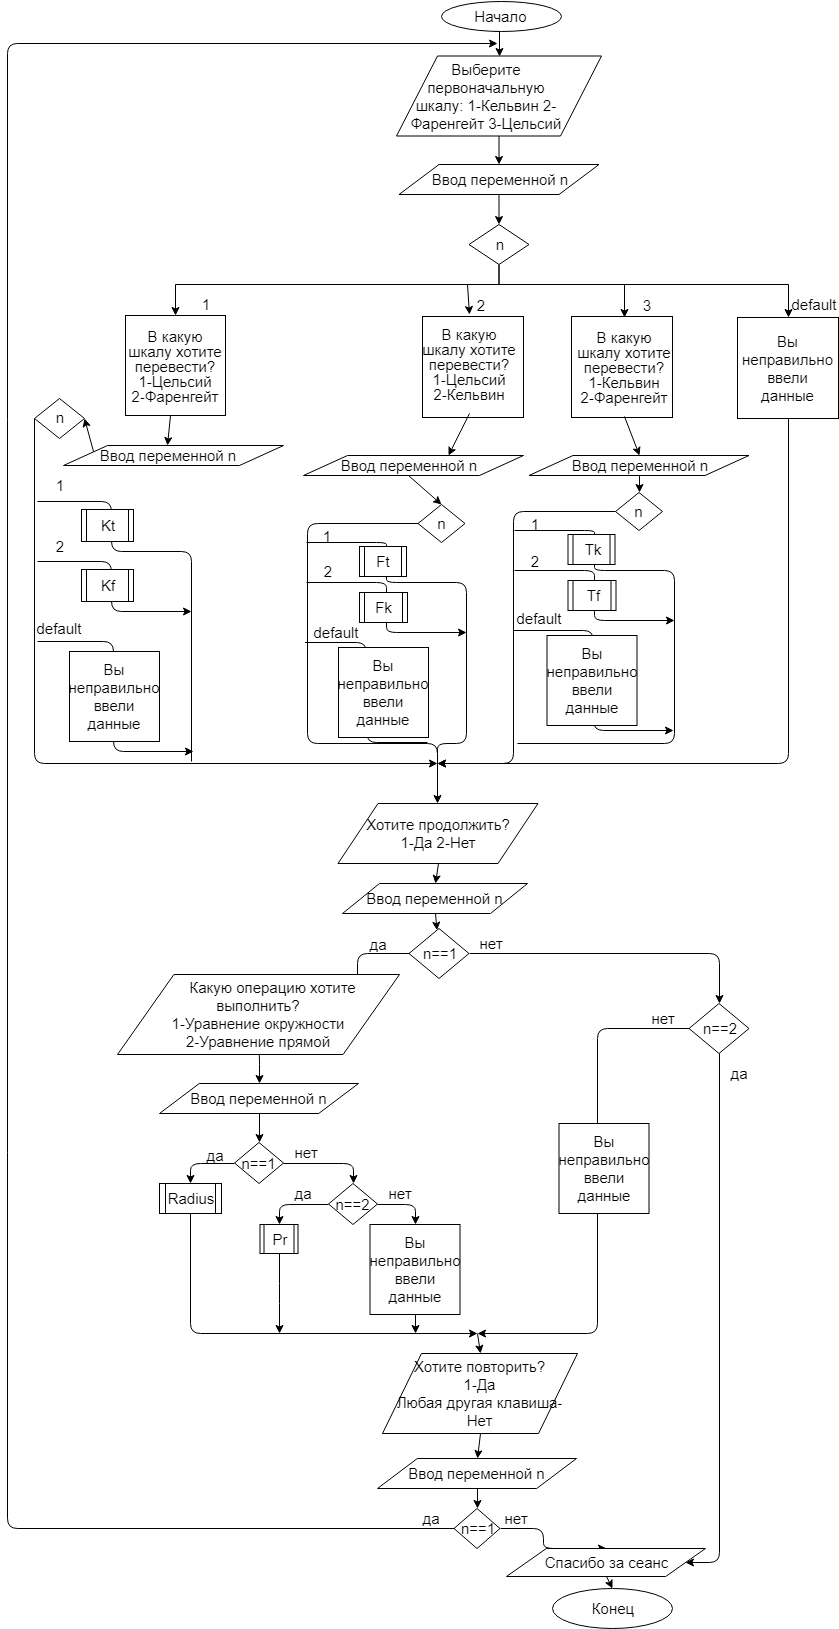 Начало
Выберите
первоначальную
шкалу: 1-Кельвин 2-
Фаренгейт 3-Цельсий
Ввод переменной n
n
1
2
3
default
В какую
шкалу хотите
перевести?
1-Цельсий
2-Фаренгейт
В какую
шкалу хотите
перевести?
1-Цельсий
2-Кельвин
В какую
шкалу хотите
перевести?
1-Кельвин
2-Фаренгейт
Вы
неправильно
ввели
данные
n
Ввод переменной n
Ввод переменной n
Ввод переменной n
1
Kt
2
Kf
default
Вы
неправильно
ввели
данные
n
1
Ft
2
Fk
default
Вы
неправильно
ввели
данные
n
1
Tk
2
Tf
default
Вы
неправильно
ввели
данные
Хотите продолжить?
1-Да 2-Нет
Ввод переменной n
да
n==1
нет
Какую операцию хотите
выполнить?
1-Уравнение окружности
2-Уравнение прямой
нет
n==2
да
Ввод переменной n
Вы
неправильно
ввели
данные
да
n==1
нет
Radius
да
n==2
нет
Pr
Вы
неправильно
ввели
данные
Хотите повторить?
1-Да
Любая другая клавиша-
Нет
Ввод переменной n
да
n==1
нет
Спасибо за сеанс
Конец